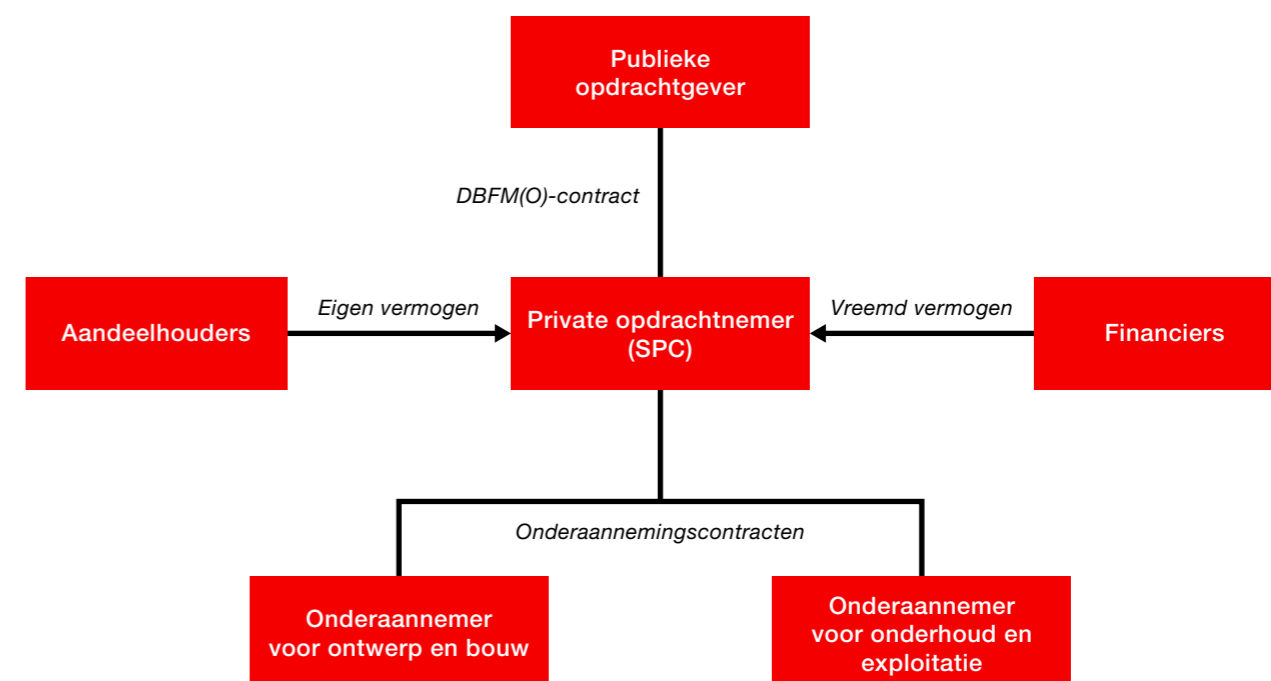 Publieke
opdrachtgever
DBFM(O)-contract
Aandeelhouders
Eigen vermogen
Private opdrachtnemer
(SPC)
Vreemd vermogen
Financiers
Onderaannemingscontracten
Onderaannemer
voor ontwerp en bouw
Onderaannemer
voor onderhoud en
exploitatie